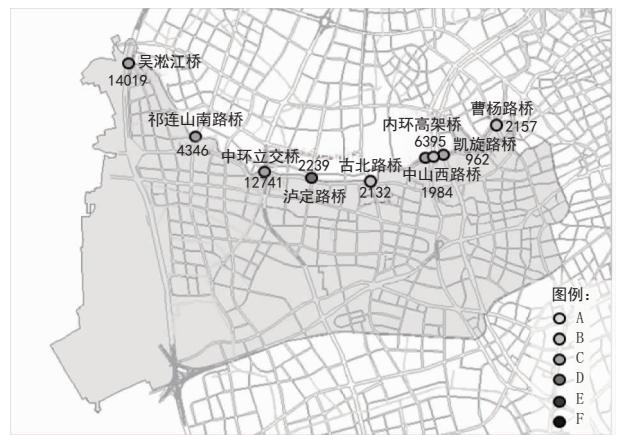 吴淞江桥
14019
祁连山南路桥
4346
中环立交桥
12741
2239
泸定路桥
古北路桥
2132
内环高架桥
6395
曹杨路桥
2157
凯旋路桥
962
中山西路桥
1984
图例：
A
B
C
D
E
F